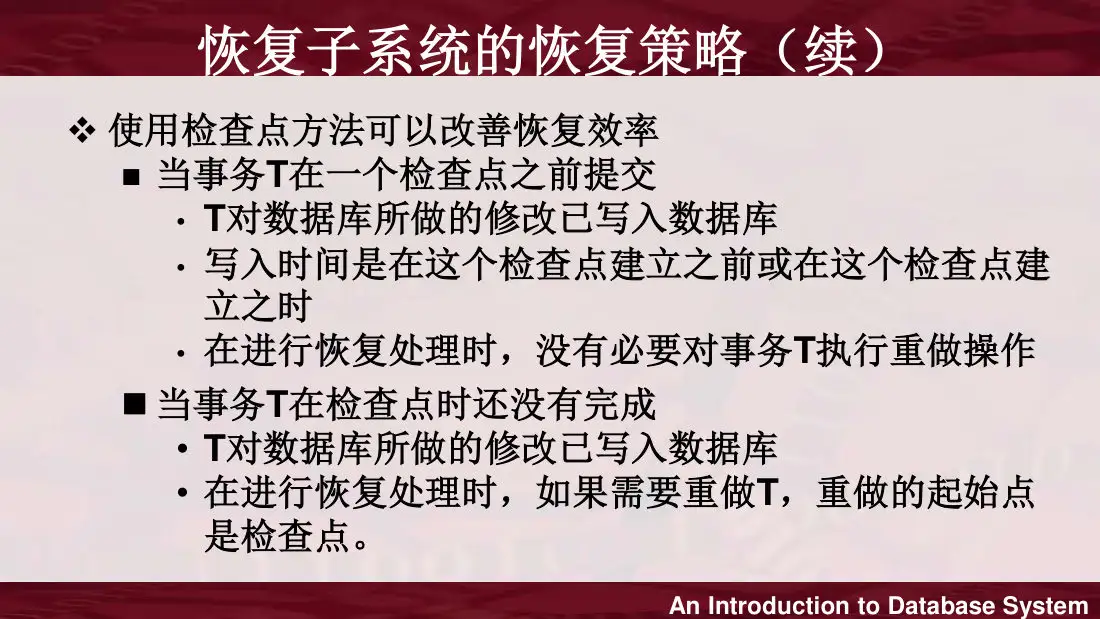 恢复子系统的恢复策略（续）
❖ 使用检查点方法可以改善恢复效率
■ 当事务T在一个检查点之前提交
• T对数据库所做的修改已写入数据库
• 写入时间是在这个检查点建立之前或在这个检查点建
立之时
• 在进行恢复处理时，没有必要对事务T执行重做操作
■ 当事务T在检查点时还没有完成
• T对数据库所做的修改已写入数据库
• 在进行恢复处理时，如果需要重做T，重做的起始点
是检查点。
An Introduction to Database System